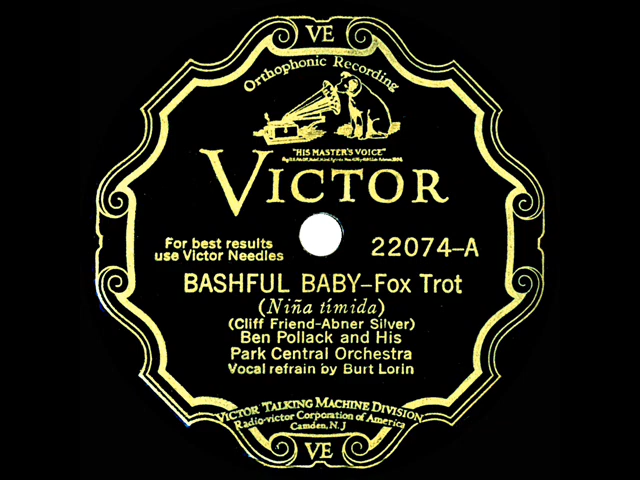 VE
Orthophonic Recording
"HIS MASTER'S VOICE"
VICTOR
For best results
use Victor Needles
22074-A
BASHFUL BABY-Fox Trot
(Niña tímida)
(Cliff Friend-Abner Silver)
Ben Pollack and His
Park Central Orchestra
Vocal refrain by Burt Lorin
VICTOR TALKING MACHINE DIVISION
Radio-victor Corporation of America
Camden, N. J
VE